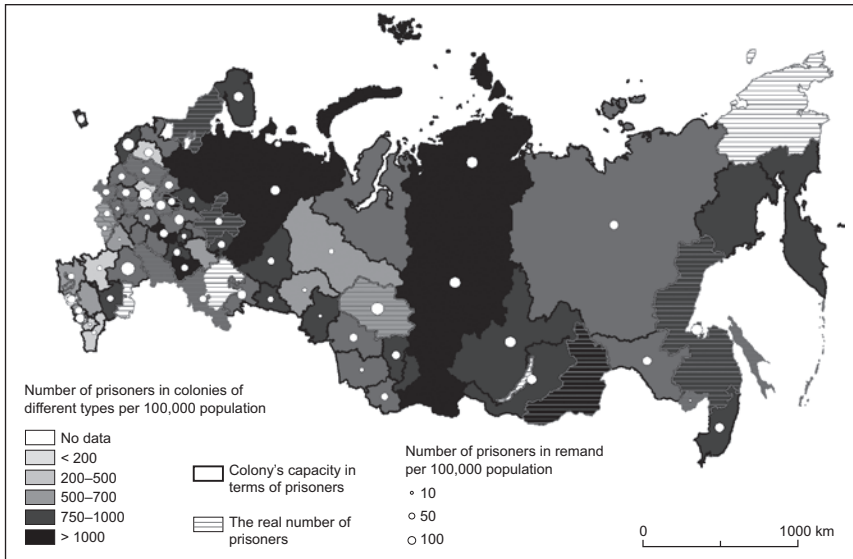 Number of prisoners in colonies of
different types per 100,000 population
No data
< 200
200–500
500–700
750–1000
> 1000
Colony's capacity in
terms of prisoners
The real number of
prisoners
Number of prisoners in remand
per 100,000 population
10
50
100
0 1000 km